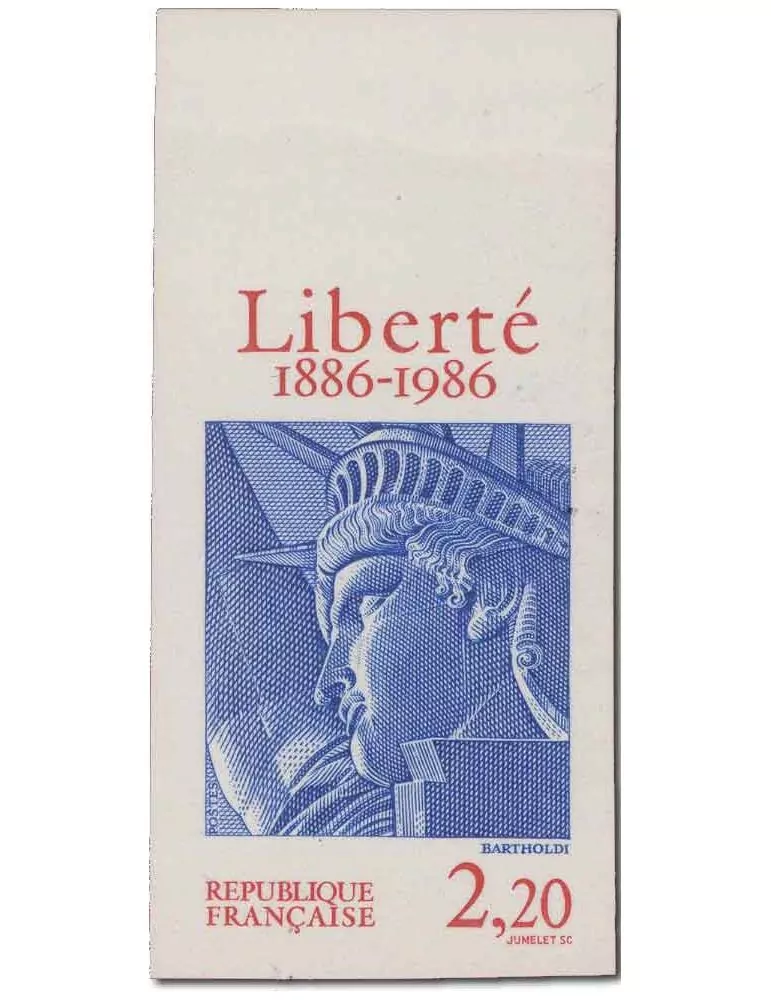 Liberté
1886-1986
POSTES
BARTHOLDI
REPUBLIQUE
FRANÇAISE
2,20
JUMELET SC